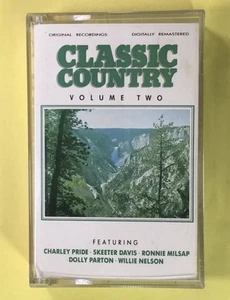 ORIGINAL RECORDINGS DIGITALLY REMASTERED
CLASSIC
COUNTRY
VOLUME TWO
FEATURING
CHARLEY PRIDE · SKEETER DAVIS · RONNIE MILSAP
DOLLY PARTON · WILLIE NELSON